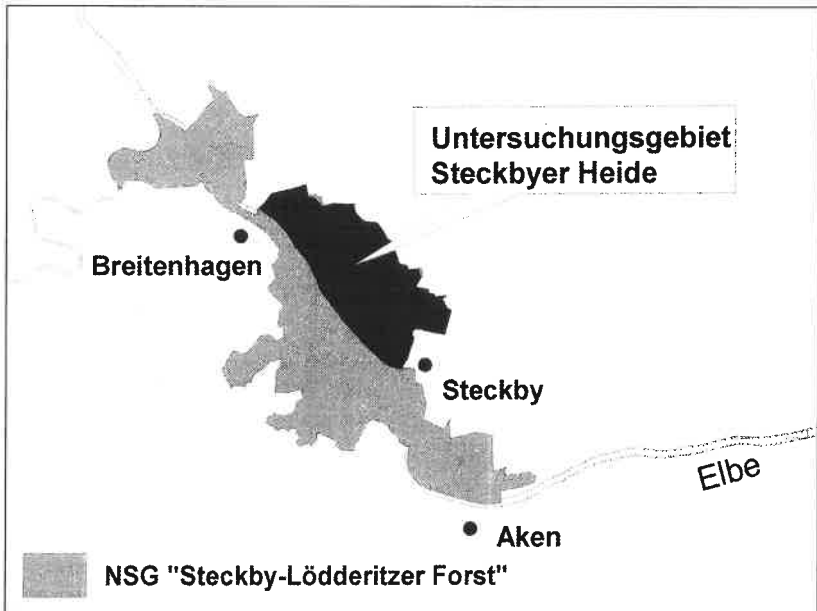 Untersuchungsgebiet
Steckbyer Heide
Breitenhagen
Steckby
Elbe
Aken
NSG "Steckby-Lödderitzer Forst"